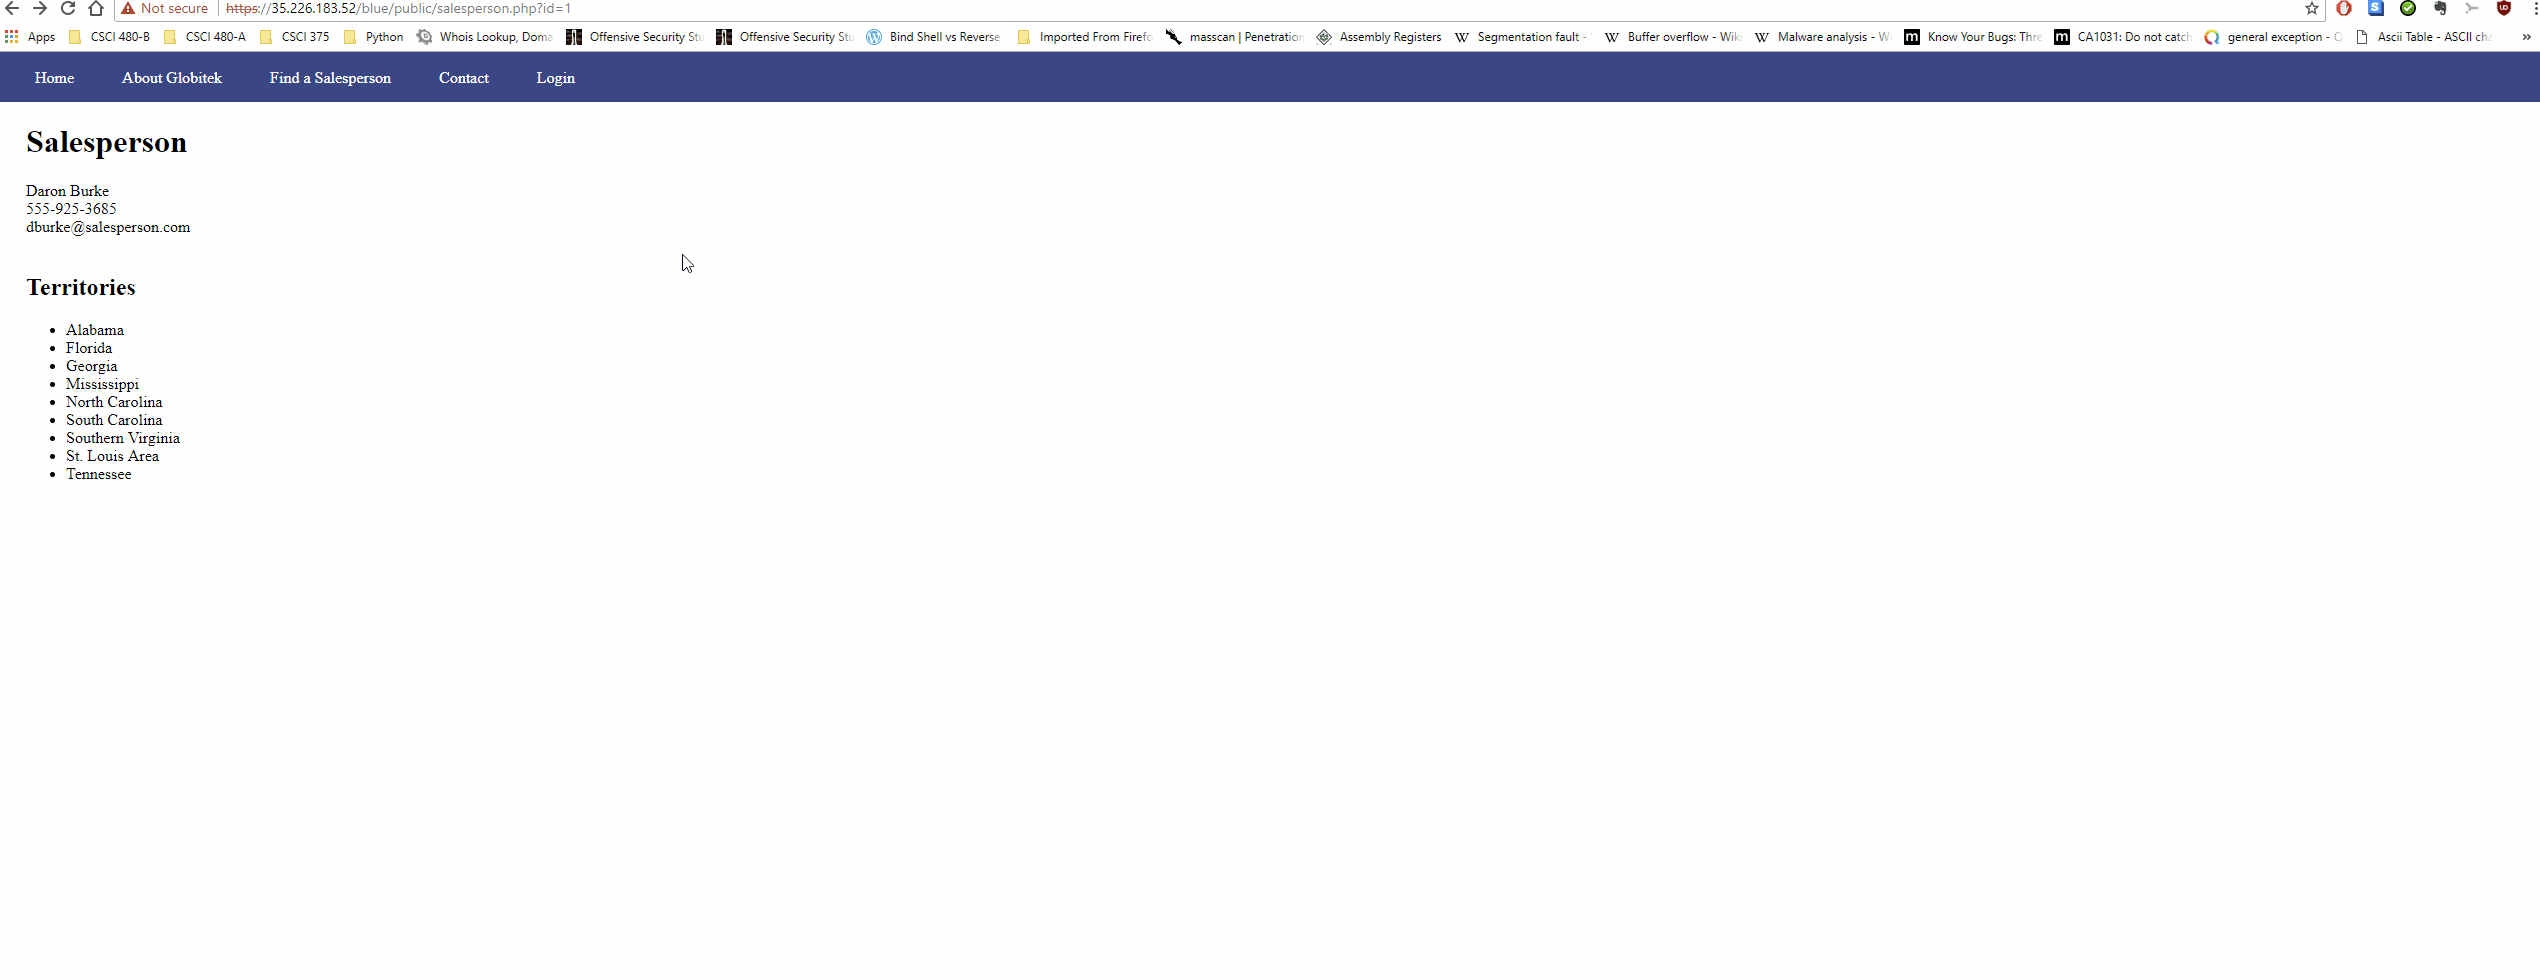 Not secure https://35.226.183.52/blue/public/salesperson.php?id=1
Apps CSCI 480-B CSCI 480-A CSCI 375 Python Whois Lookup, Doma Offensive Security Stu Offensive Security Stu Bind Shell vs Reverse Imported From Firefo masscan | Penetration Assembly Registers Segmentation fault - Buffer overflow - Wiki Malware analysis - W Know Your Bugs: Thre CA1031: Do not catch general exception - Ascii Table - ASCII cha »
Home About Globitek Find a Salesperson Contact Login
Salesperson
Daron Burke
555-925-3685
dburke@salesperson.com
Territories
Alabama
Florida
Georgia
Mississippi
North Carolina
South Carolina
Southern Virginia
St. Louis Area
Tennessee